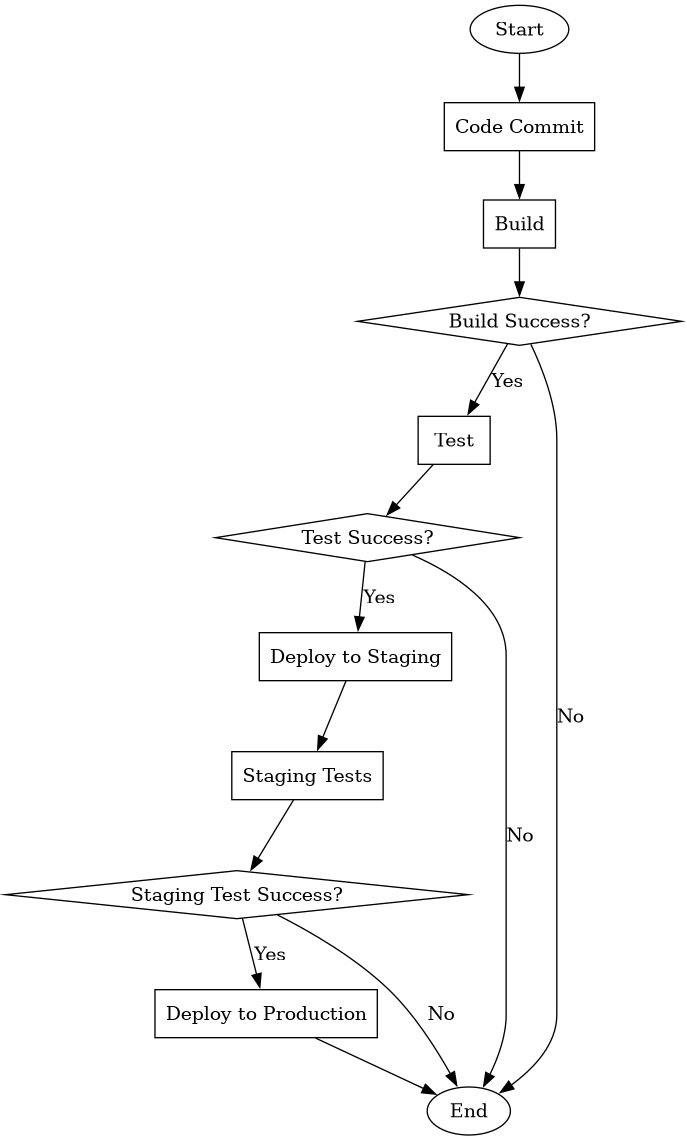 Start
Code Commit
Build
Build Success?
Yes
Test
Test Success?
Yes
Deploy to Staging
No
Staging Tests
No
Staging Test Success?
Yes
Deploy to Production
No
End